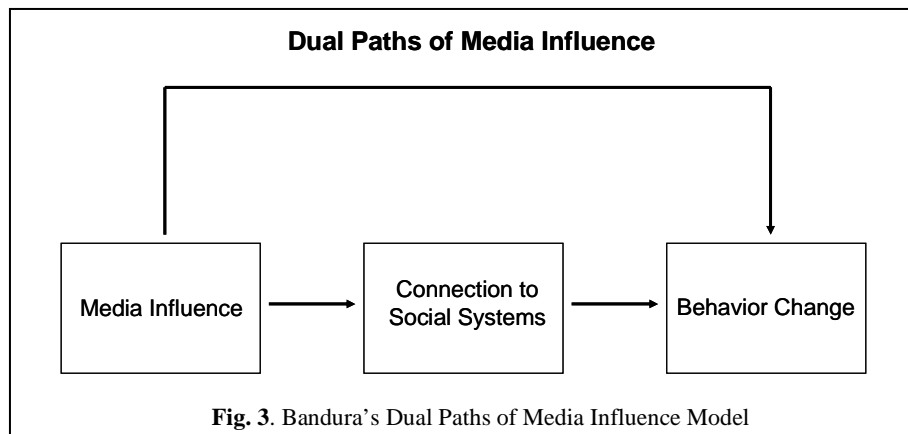 Dual Paths of Media Influence
Media Influence
Connection to
Social Systems
Behavior Change
Fig. 3. Bandura's Dual Paths of Media Influence Model